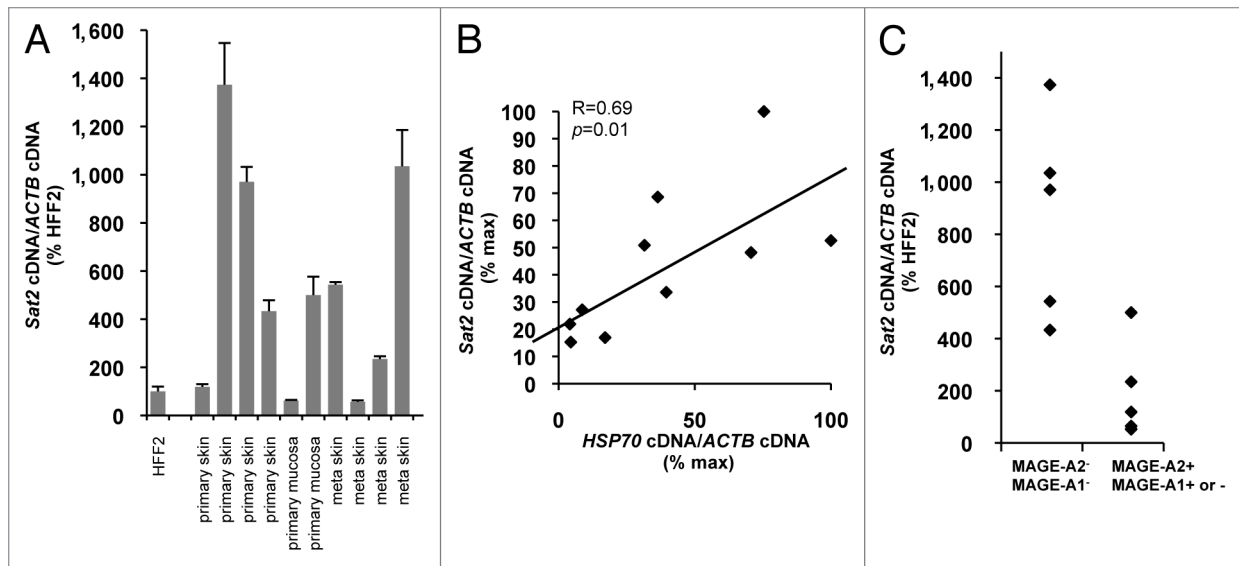 A
Sat2 cDNA/ACTB cDNA
(% HFF2)
1,600
1,400
1,200
1,000
800
600
400
200
0
HFF2
primary skin
primary skin
primary skin
primary skin
primary mucosa
primary mucosa
meta skin
meta skin
meta skin
meta skin
B
R=0.69
p=0.01
Sat2 cDNA/ACTB cDNA
(% max)
100
90
80
70
60
50
40
30
20
10
0
0 50 100
HSP70 cDNA/ACTB cDNA
(% max)
C
Sat2 cDNA/ACTB cDNA
(% HFF2)
1,400
1,200
1,000
800
600
400
200
0
MAGE-A2- MAGE-A2+
MAGE-A1- MAGE-A1+ or -